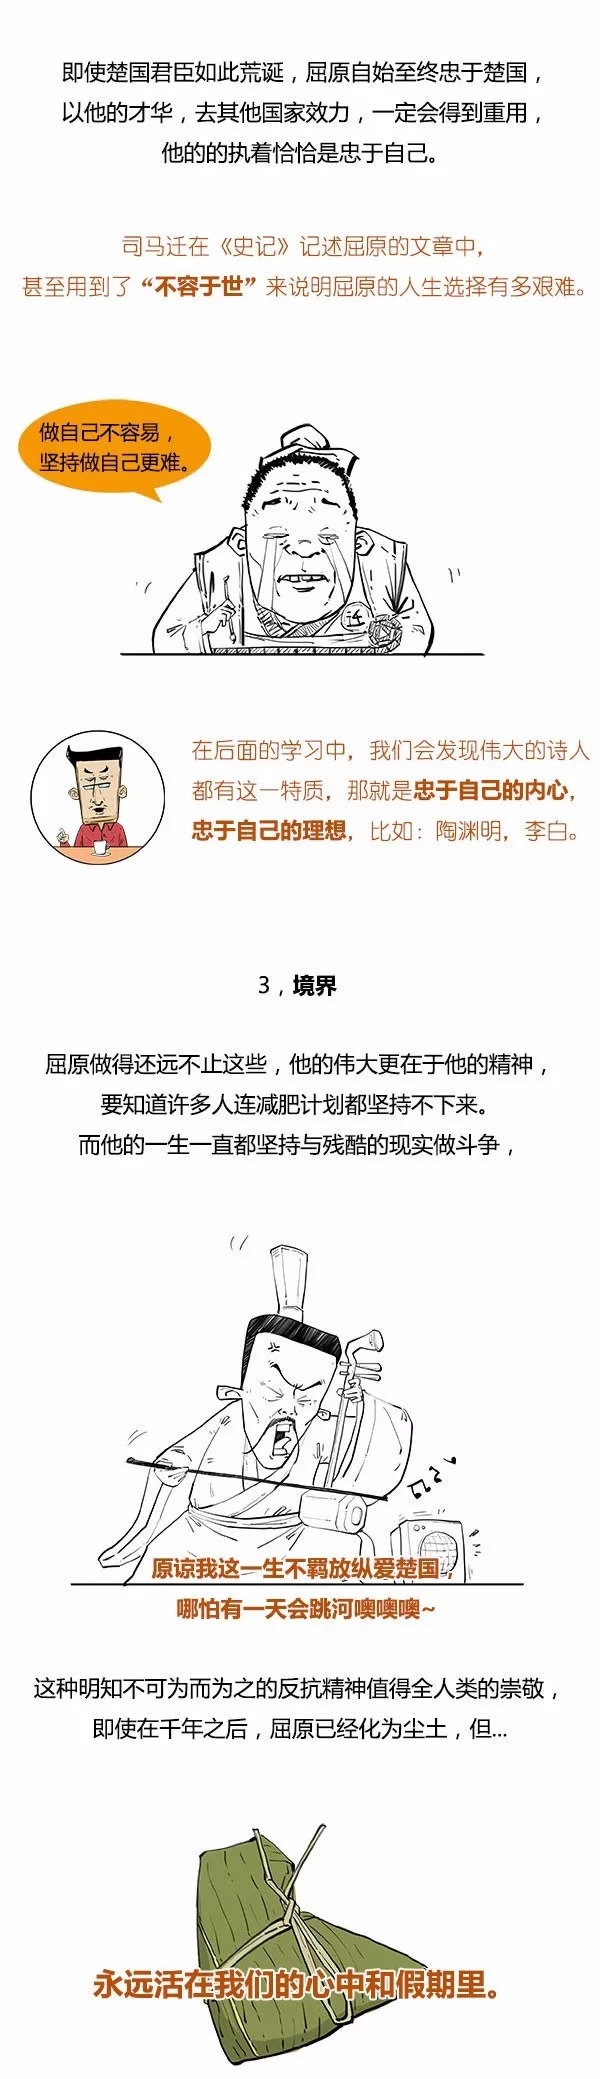 即使楚国君臣如此荒诞，屈原自始至终忠于楚国，
以他的才华，去其他国家效力，一定会得到重用，
他的的执着恰恰是忠于自己。
司马迁在《史记》记述屈原的文章中，
甚至用到了“不容于世”来说明屈原的人生选择有多艰难。
做自己不容易，
坚持做自己更难。
迁
在后面的学习中，我们会发现伟大的诗人
都有这一特质，那就是忠于自己的内心，
忠于自己的理想，比如：陶渊明，李白。
3，境界
屈原做得还远不止这些，他的伟大更在于他的精神，
要知道许多人连减肥计划都坚持不下来。
而他的一生一直都坚持与残酷的现实做斗争，
原谅我这一生不羁放纵爱楚国，
哪怕有一天会跳河噢噢噢~
这种明知不可为而为之的反抗精神值得全人类的崇敬，
即使在千年之后，屈原已经化为尘土，但...
永远活在我们的心中和假期里。